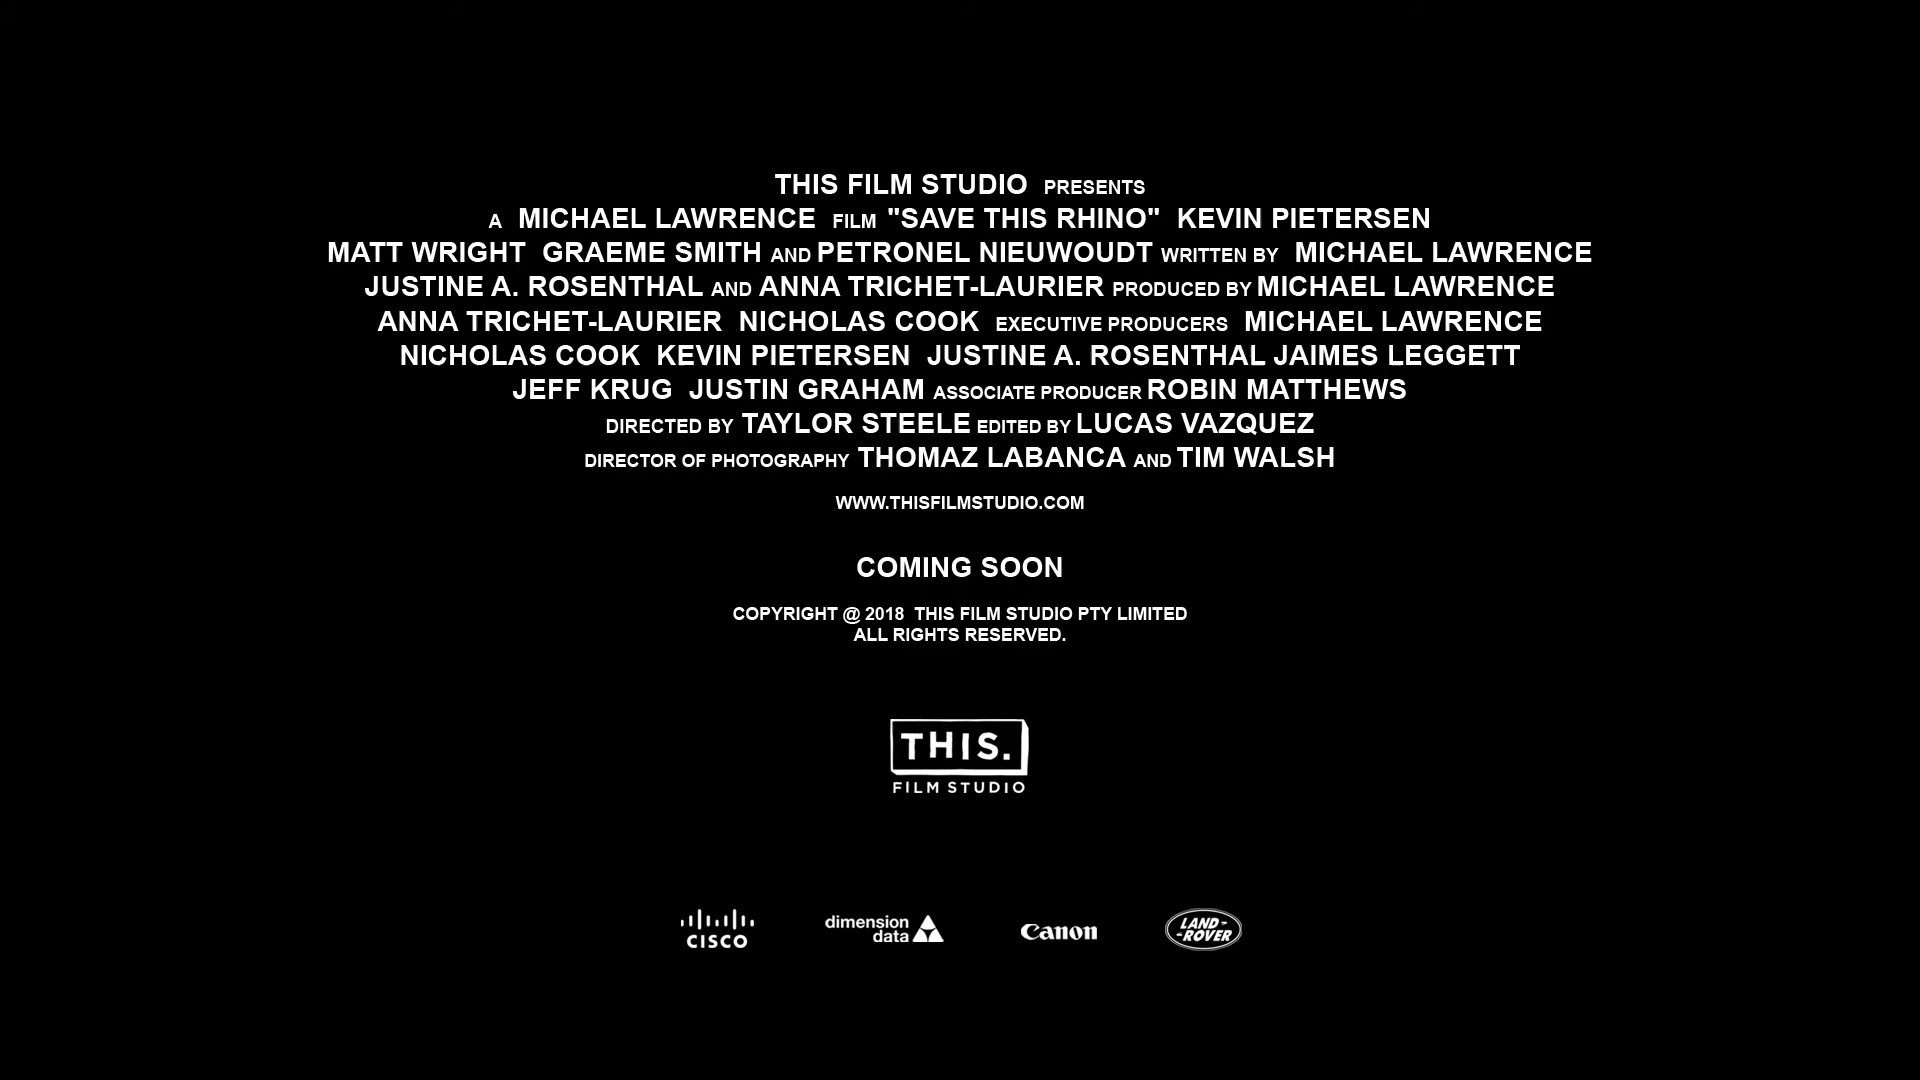 THIS FILM STUDIO PRESENTS
A MICHAEL LAWRENCE FILM "SAVE THIS RHINO" KEVIN PIETERSEN
MATT WRIGHT GRAEME SMITH AND PETRONEL NIEUWOUDT WRITTEN BY MICHAEL LAWRENCE
JUSTINE A. ROSENTHAL AND ANNA TRICHET-LAURIER PRODUCED BY MICHAEL LAWRENCE
ANNA TRICHET-LAURIER NICHOLAS COOK EXECUTIVE PRODUCERS MICHAEL LAWRENCE
NICHOLAS COOK KEVIN PIETERSEN JUSTINE A. ROSENTHAL JAIMES LEGGETT
JEFF KRUG JUSTIN GRAHAM ASSOCIATE PRODUCER ROBIN MATTHEWS
DIRECTED BY TAYLOR STEELE EDITED BY LUCAS VAZQUEZ
DIRECTOR OF PHOTOGRAPHY THOMAZ LABANCA AND TIM WALSH
WWW.THISFILMSTUDIO.COM
COMING SOON
COPYRIGHT @ 2018 THIS FILM STUDIO PTY LIMITED
ALL RIGHTS RESERVED.
THIS.
FILM STUDIO
CISCO
dimension
data
Canon
LAND-
-ROVER